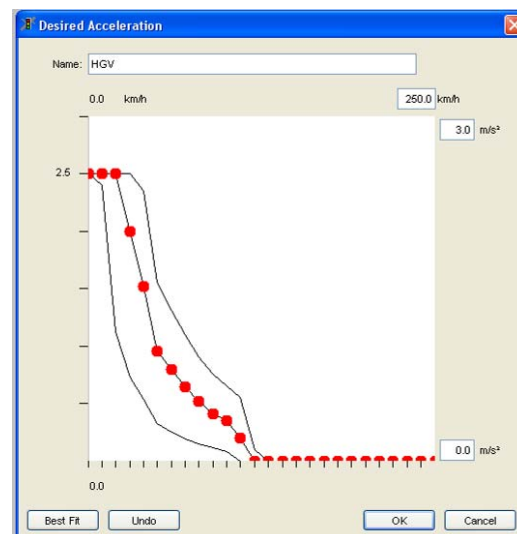 Desired Acceleration
Name: HGV
0.0 km/h 250.0 km/h
3.0 m/s²
2.5
0.0 m/s²
0.0
Best Fit Undo OK Cancel